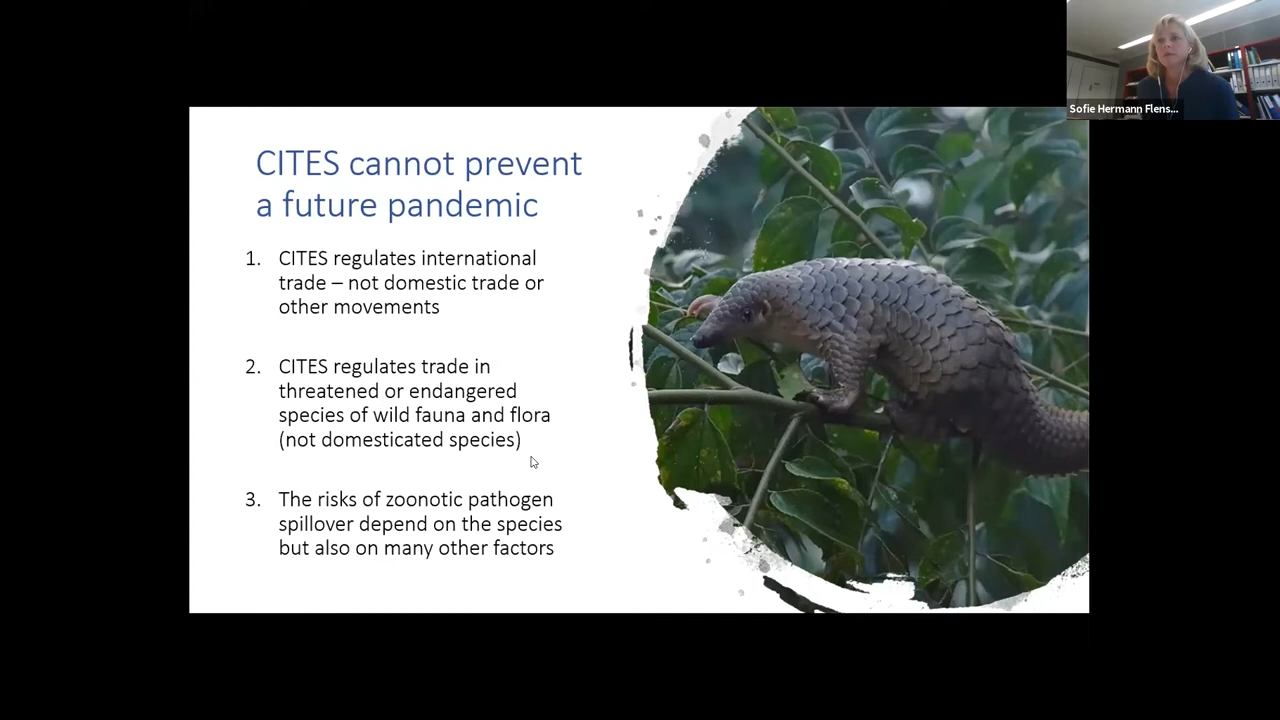 Sofie Hermann Flens...
CITES cannot prevent
a future pandemic
1. CITES regulates international
trade – not domestic trade or
other movements
2. CITES regulates trade in
threatened or endangered
species of wild fauna and flora
(not domesticated species)
3. The risks of zoonotic pathogen
spillover depend on the species
but also on many other factors